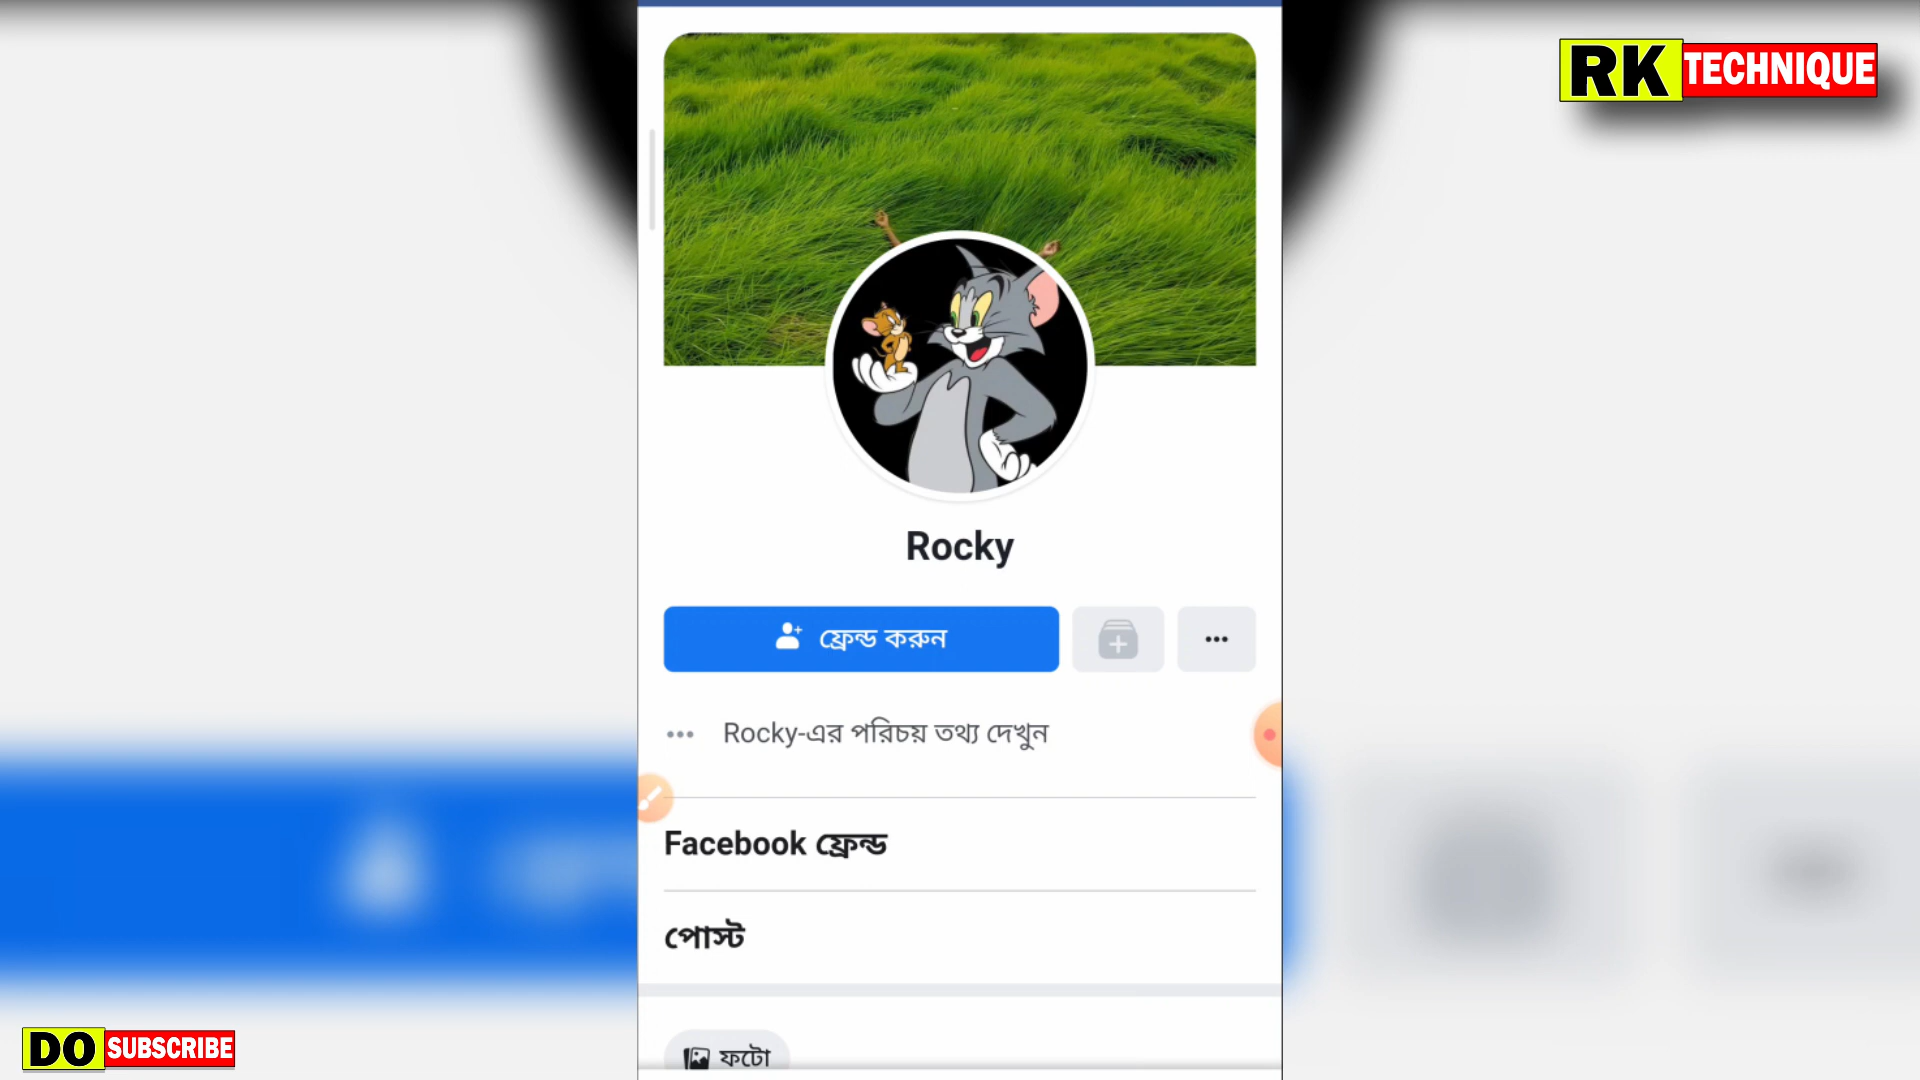 RK TECHNIQUE
Rocky
ফ্রেন্ড করুন
Rocky-এর পরিচয় তথ্য দেখুন
Facebook ফ্রেন্ড
পোস্ট
ফটো
DO SUBSCRIBE